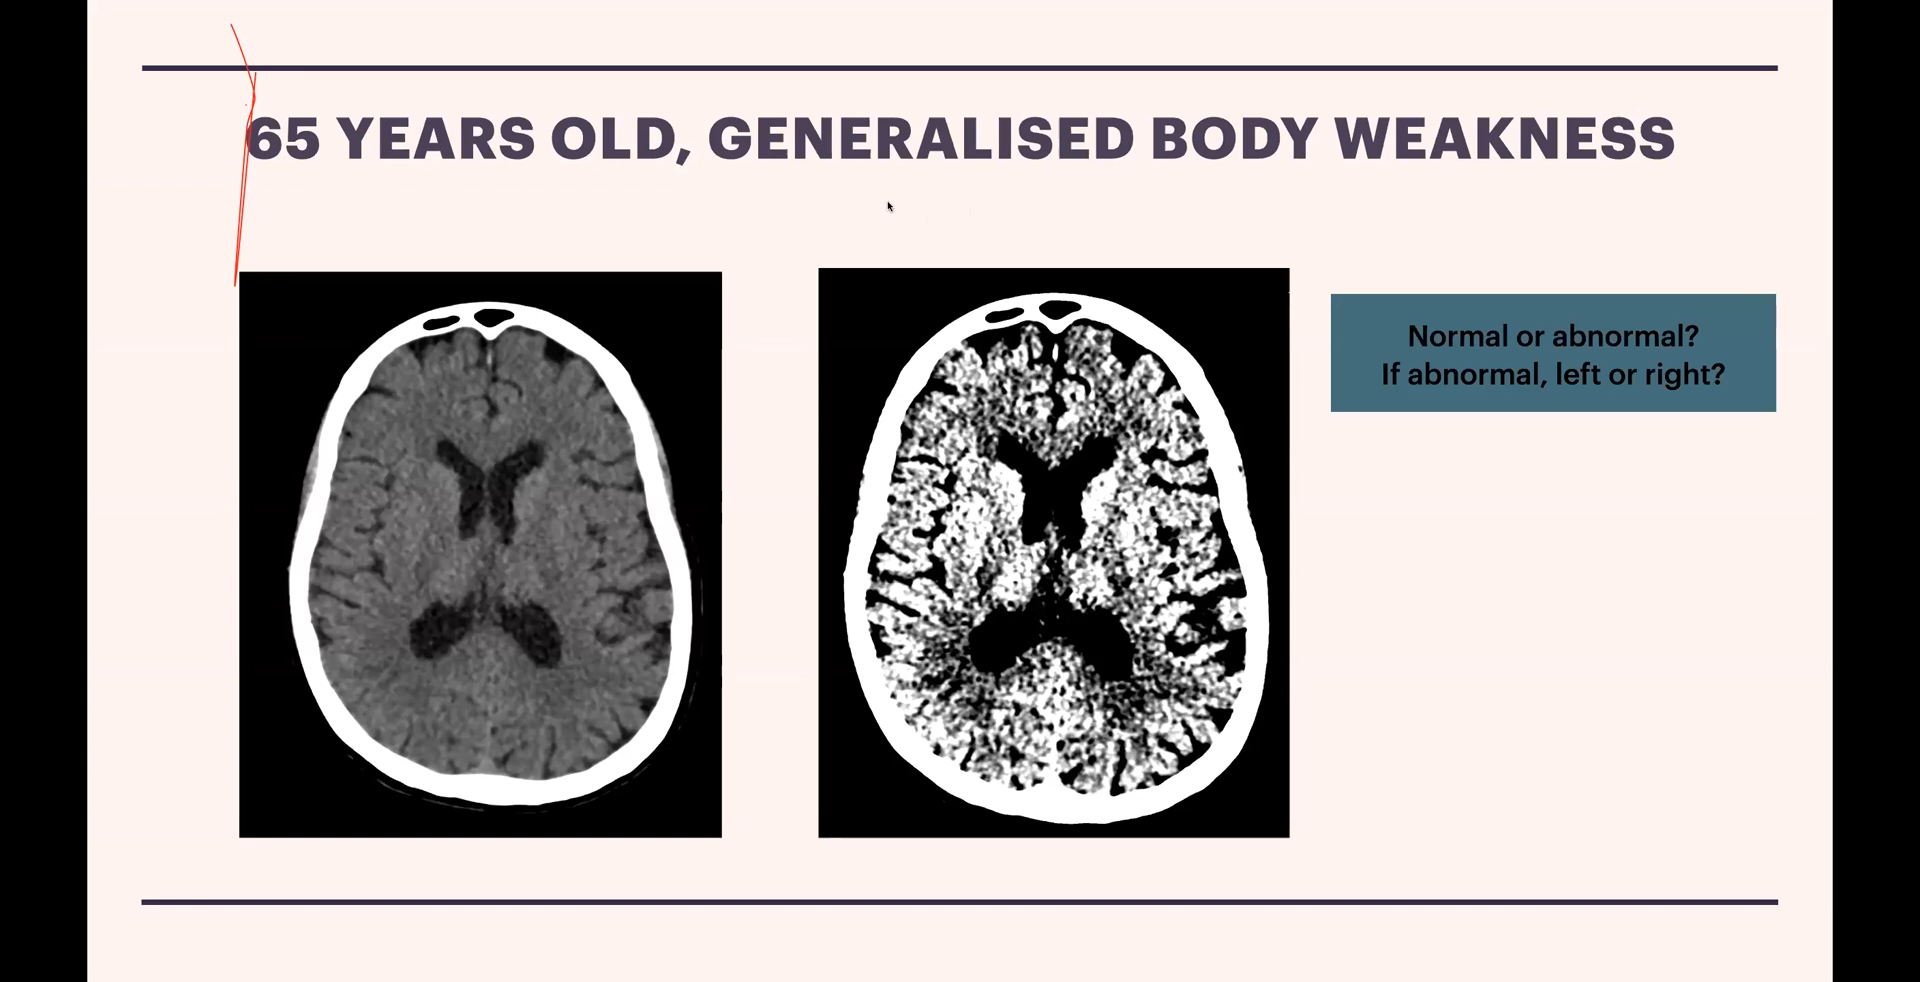 65 YEARS OLD, GENERALISED BODY WEAKNESS
Normal or abnormal?
If abnormal, left or right?